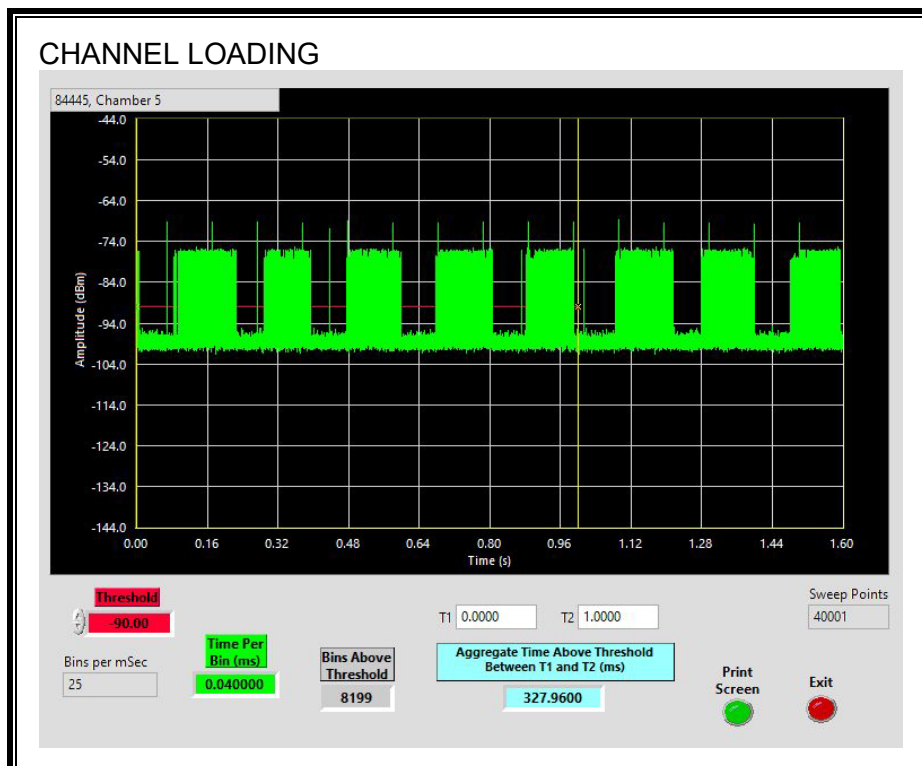 CHANNEL LOADING
84445, Chamber 5
-44.0
-54.0
-64.0
-74.0
-84.0
-94.0
-104.0
-114.0
-124.0
-134.0
-144.0
Amplitude (dBm)
0.00 0.16 0.32 0.48 0.64 0.80 0.96 1.12 1.28 1.44 1.60
Time (s)
Threshold
-90.00
Bins per mSec
25
Time Per
Bin (ms)
0.040000
Bins Above
Threshold
8199
T1 0.0000 T2 1.0000
Aggregate Time Above Threshold
Between T1 and T2 (ms)
327.9600
Sweep Points
40001
Print
Screen
Exit